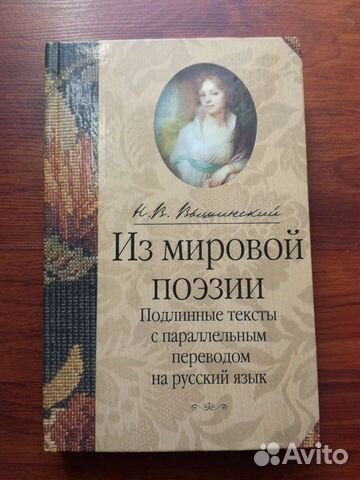 Н.В. Вышинский
Из мировой
поэзии
Подлинные тексты
с параллельным
переводом
на русский язык
Avito